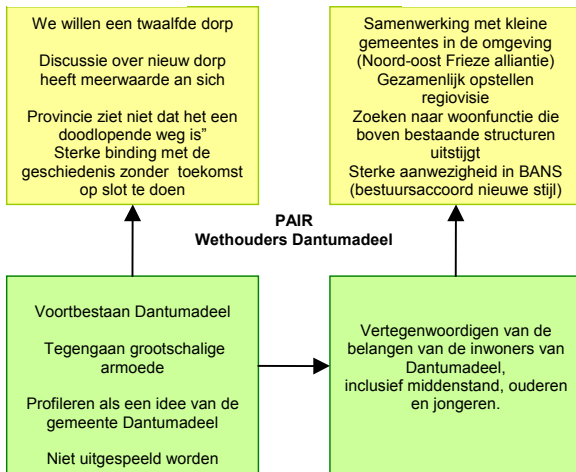 We willen een twaalfde dorp
Discussie over nieuw dorp
heeft meerwaarde an sich
Provincie ziet niet dat het een
doodlopende weg is”
Sterke binding met de
geschiedenis zonder toekomst
op slot te doen
Samenwerking met kleine
gemeentes in de omgeving
(Noord-oost Frieze alliantie)
Gezamenlijk opstellen
regiovisie
Zoeken naar woonfunctie die
boven bestaande structuren
uitstijgt
Sterke aanwezigheid in BANS
(bestuursaccoord nieuwe stijl)
PAIR
Wethouders Dantumadeel
Voortbestaan Dantumadeel
Tegengaan grootschalige
armoede
Profileren als een idee van de
gemeente Dantumadeel
Niet uitgespeeld worden
Vertegenwoordigen van de
belangen van de inwoners van
Dantumadeel,
inclusief middenstand, ouderen
en jongeren.